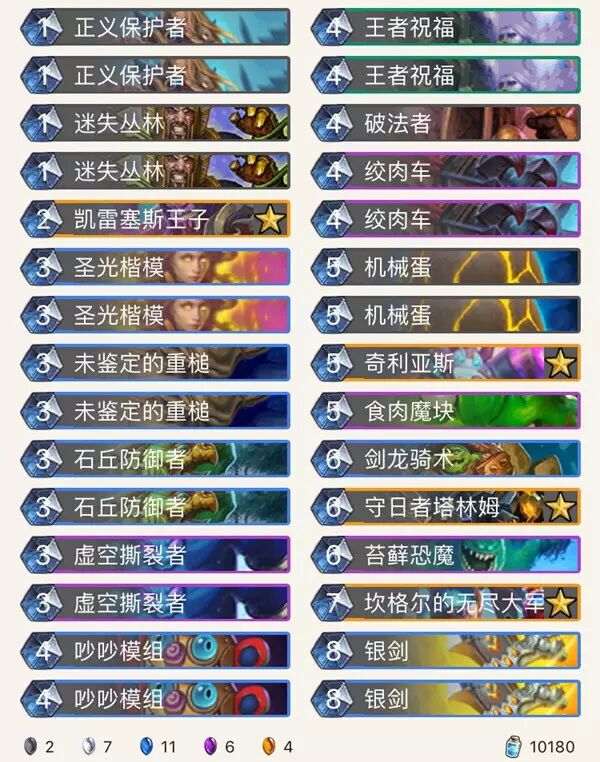 1 正义保护者
1 正义保护者
1 迷失丛林
1 迷失丛林
2 凯雷塞斯王子
3 圣光楷模
3 圣光楷模
3 未鉴定的重槌
3 未鉴定的重槌
3 石丘防御者
3 石丘防御者
3 虚空撕裂者
3 虚空撕裂者
4 吵吵模组
4 吵吵模组
4 王者祝福
4 王者祝福
4 破法者
4 绞肉车
4 绞肉车
5 机械蛋
5 机械蛋
5 奇利亚斯
5 食肉魔块
6 剑龙骑术
6 守日者塔林姆
6 苔藓恐魔
7 坎格尔的无尽大军
8 银剑
8 银剑
2 7 11 6 4 10180